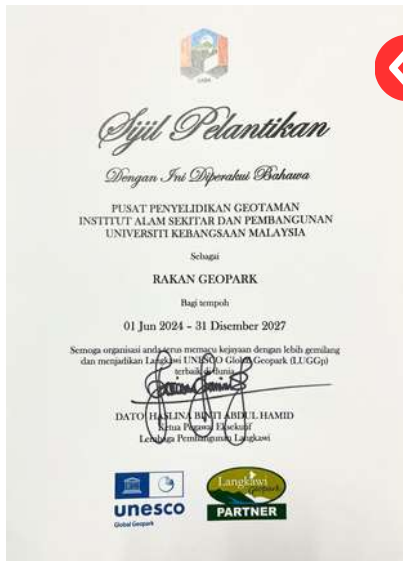 LADA
Sijil Pelantikan
Dengan Ini Diperakui Bahawa
PUSAT PENYELIDIKAN GEOTAMAN
INSTITUT ALAM SEKITAR DAN PEMBANGUNAN
UNIVERSITI KEBANGSAAN MALAYSIA
Sebagai
RAKAN GEOPARK
Bagi tempoh
01 Jun 2024 – 31 Disember 2027
Semoga organisasi anda terus memacu kejayaan dengan lebih gemilang
dan menjadikan Langkawi UNESCO Global Geopark (LUGGp)
terbaik di dunia
DATO' HASLINA BINTI ABDUL HAMID
Ketua Pegawai Eksekutif
Lembaga Pembangunan Langkawi
unesco
Global Geopark
Langkawi
Geopark
PARTNER